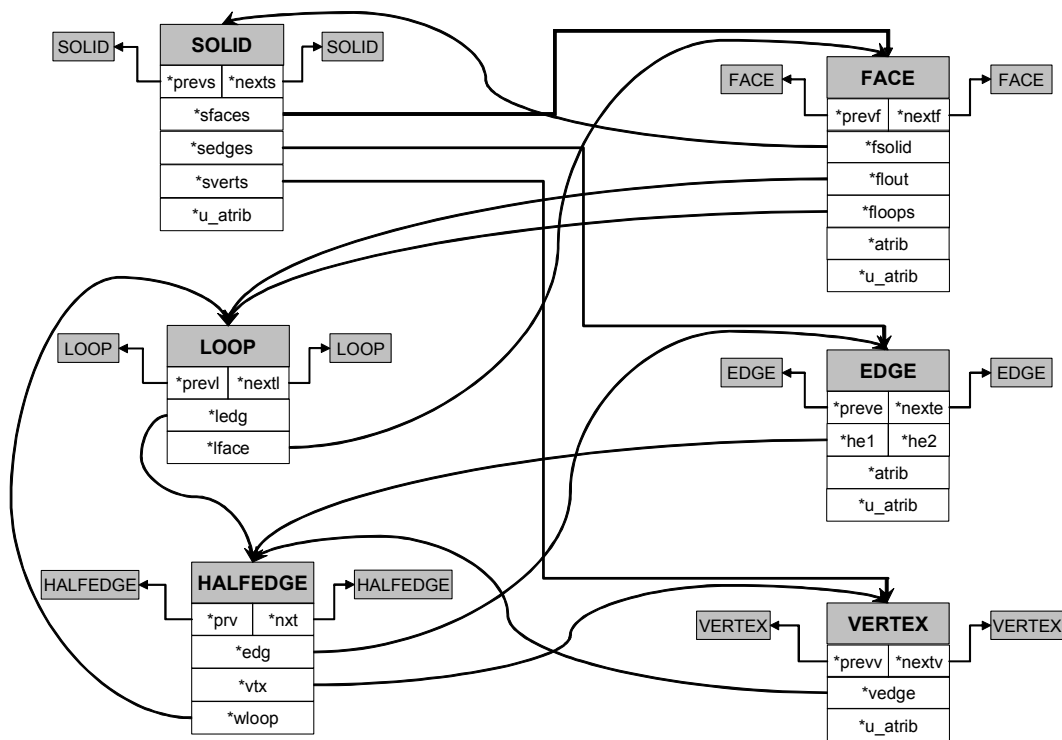 SOLID
SOLID
SOLID
*prevs *nexts
*sfaces
*sedges
*sverts
*u_atrib
FACE
FACE
FACE
*prevf *nextf
*fsolid
*flout
*floops
*atrib
*u_atrib
LOOP
LOOP
LOOP
*prevl *nextl
*ledg
*lface
EDGE
EDGE
EDGE
*preve *nexte
*he1 *he2
*atrib
*u_atrib
HALFEDGE
HALFEDGE
HALFEDGE
*prv *nxt
*edg
*vtx
*wloop
VERTEX
VERTEX
VERTEX
*prevv *nextv
*vedge
*u_atrib